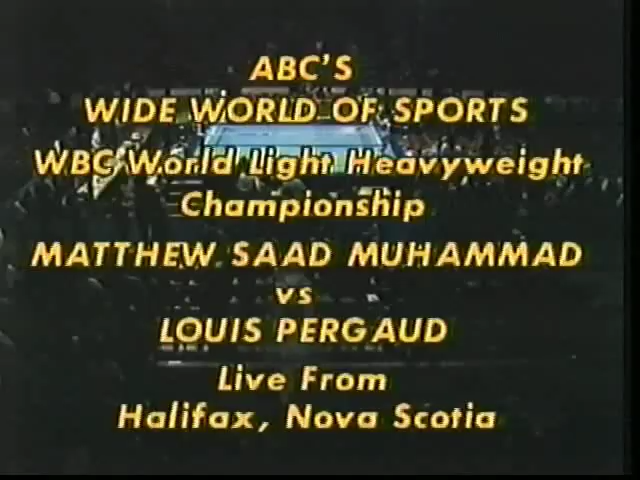 ABC'S
WIDE WORLD OF SPORTS
WBC World Light Heavyweight
Championship
MATTHEW SAAD MUHAMMAD
vs
LOUIS PERGAUD
Live From
Halifax, Nova Scotia